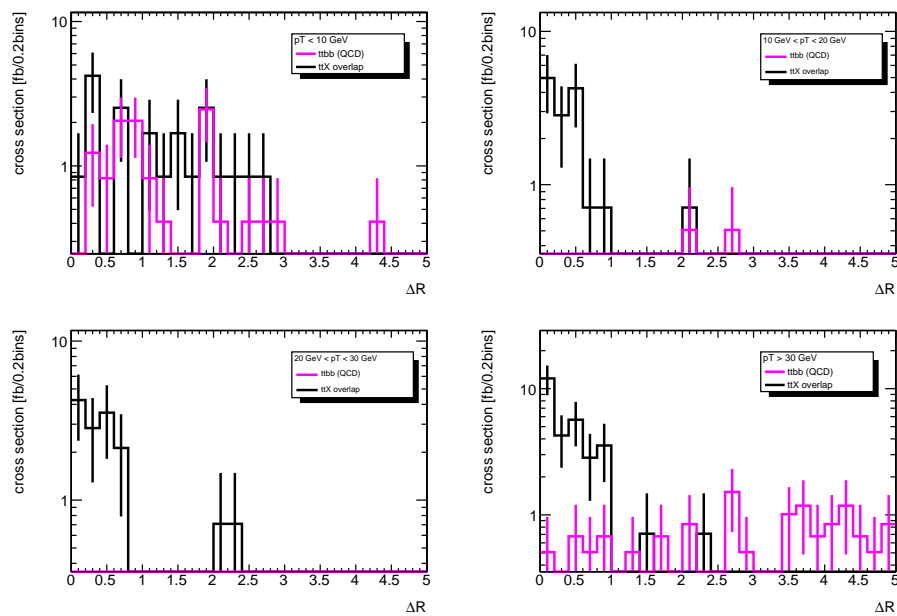 cross section [fb/0.2bins]
10
1
pT < 10 GeV
ttbb (QCD)
ttX overlap
0 0.5 1 1.5 2 2.5 3 3.5 4 4.5 5
ΔR
cross section [fb/0.2bins]
10
1
10 GeV < pT < 20 GeV
ttbb (QCD)
ttX overlap
0 0.5 1 1.5 2 2.5 3 3.5 4 4.5 5
ΔR
cross section [fb/0.2bins]
10
1
20 GeV < pT < 30 GeV
ttbb (QCD)
ttX overlap
0 0.5 1 1.5 2 2.5 3 3.5 4 4.5 5
ΔR
cross section [fb/0.2bins]
10
1
pT > 30 GeV
ttbb (QCD)
ttX overlap
0 0.5 1 1.5 2 2.5 3 3.5 4 4.5 5
ΔR